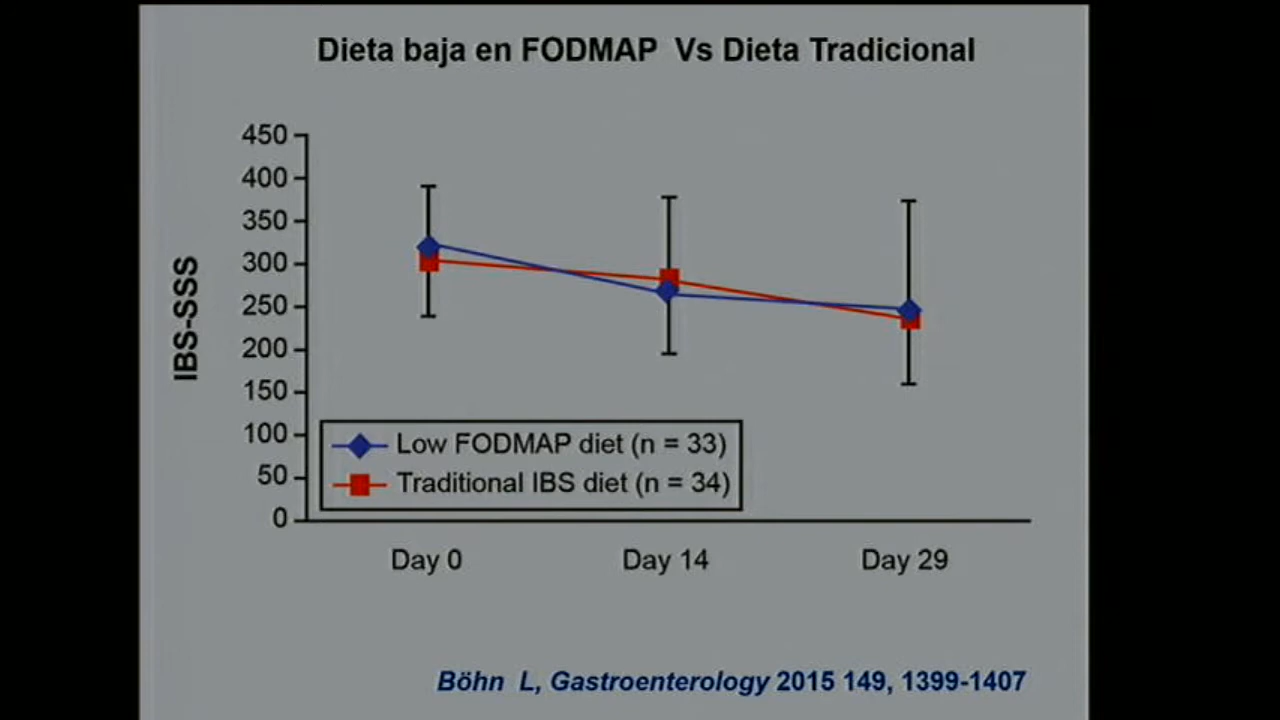 Dieta baja en FODMAP Vs Dieta Tradicional
IBS-SSS
450
400
350
300
250
200
150
100
50
0
Low FODMAP diet (n = 33)
Traditional IBS diet (n = 34)
Day 0
Day 14
Day 29
Böhn L, Gastroenterology 2015 149, 1399-1407